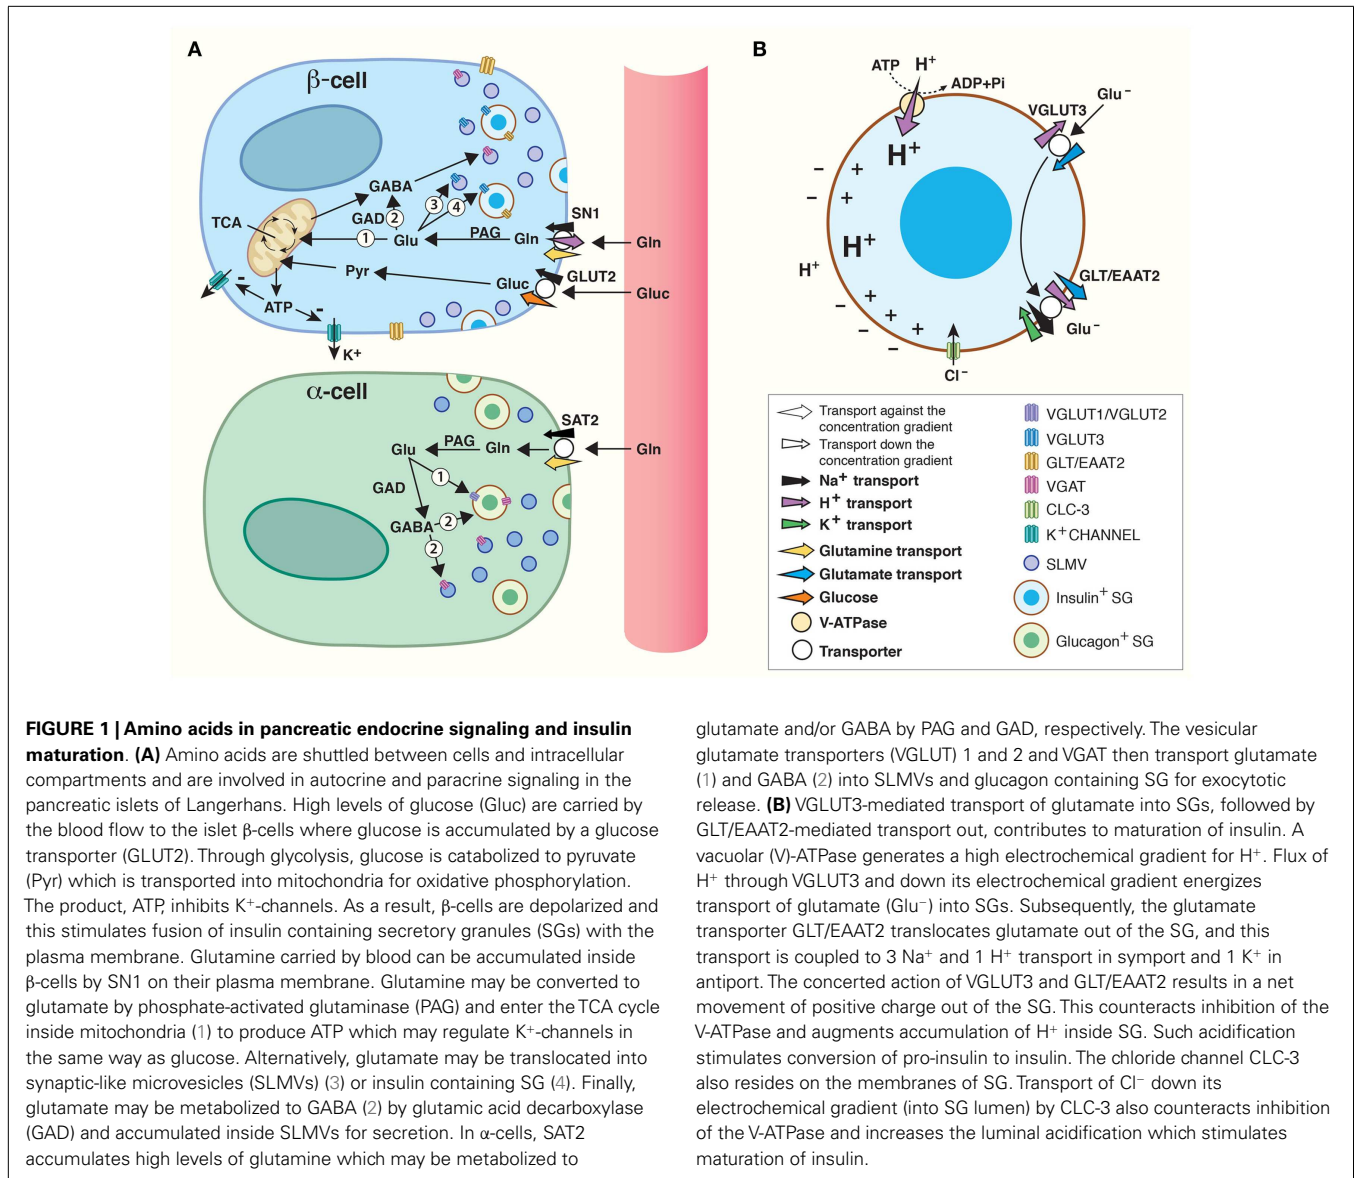 A
β-cell
GABA
TCA
GAD
2
3
4
1
Glu
PAG
Gln
SN1
Gln
Pyr
GLUT2
Gluc
Gluc
-
ATP
-
K⁺
α-cell
SAT2
Glu
PAG
Gln
Gln
GAD
1
GABA
2
2
B
ATP
H⁺
ADP+Pi
VGLUT3
Glu⁻
H⁺
− +
− +
H⁺
H⁺
GLT/EAAT2
+
− +
− +
−
Glu⁻
Cl⁻
Transport against the
concentration gradient
Transport down the
concentration gradient
Na⁺ transport
H⁺ transport
K⁺ transport
Glutamine transport
Glutamate transport
Glucose
V-ATPase
Transporter
VGLUT1/VGLUT2
VGLUT3
GLT/EAAT2
VGAT
CLC-3
K⁺ CHANNEL
SLMV
Insulin⁺ SG
Glucagon⁺ SG
FIGURE 1 | Amino acids in pancreatic endocrine signaling and insulin
maturation. (A) Amino acids are shuttled between cells and intracellular
compartments and are involved in autocrine and paracrine signaling in the
pancreatic islets of Langerhans. High levels of glucose (Gluc) are carried by
the blood flow to the islet β-cells where glucose is accumulated by a glucose
transporter (GLUT2). Through glycolysis, glucose is catabolized to pyruvate
(Pyr) which is transported into mitochondria for oxidative phosphorylation.
The product, ATP, inhibits K⁺-channels. As a result, β-cells are depolarized and
this stimulates fusion of insulin containing secretory granules (SGs) with the
plasma membrane. Glutamine carried by blood can be accumulated inside
β-cells by SN1 on their plasma membrane. Glutamine may be converted to
glutamate by phosphate-activated glutaminase (PAG) and enter the TCA cycle
inside mitochondria (1) to produce ATP which may regulate K⁺-channels in
the same way as glucose. Alternatively, glutamate may be translocated into
synaptic-like microvesicles (SLMVs) (3) or insulin containing SG (4). Finally,
glutamate may be metabolized to GABA (2) by glutamic acid decarboxylase
(GAD) and accumulated inside SLMVs for secretion. In α-cells, SAT2
accumulates high levels of glutamine which may be metabolized to
glutamate and/or GABA by PAG and GAD, respectively. The vesicular
glutamate transporters (VGLUT) 1 and 2 and VGAT then transport glutamate
(1) and GABA (2) into SLMVs and glucagon containing SG for exocytotic
release. (B) VGLUT3-mediated transport of glutamate into SGs, followed by
GLT/EAAT2-mediated transport out, contributes to maturation of insulin. A
vacuolar (V)-ATPase generates a high electrochemical gradient for H⁺. Flux of
H⁺ through VGLUT3 and down its electrochemical gradient energizes
transport of glutamate (Glu⁻) into SGs. Subsequently, the glutamate
transporter GLT/EAAT2 translocates glutamate out of the SG, and this
transport is coupled to 3 Na⁺ and 1 H⁺ transport in symport and 1 K⁺ in
antiport. The concerted action of VGLUT3 and GLT/EAAT2 results in a net
movement of positive charge out of the SG. This counteracts inhibition of the
V-ATPase and augments accumulation of H⁺ inside SG. Such acidification
stimulates conversion of pro-insulin to insulin. The chloride channel CLC-3
also resides on the membranes of SG. Transport of Cl⁻ down its
electrochemical gradient (into SG lumen) by CLC-3 also counteracts inhibition
of the V-ATPase and increases the luminal acidification which stimulates
maturation of insulin.